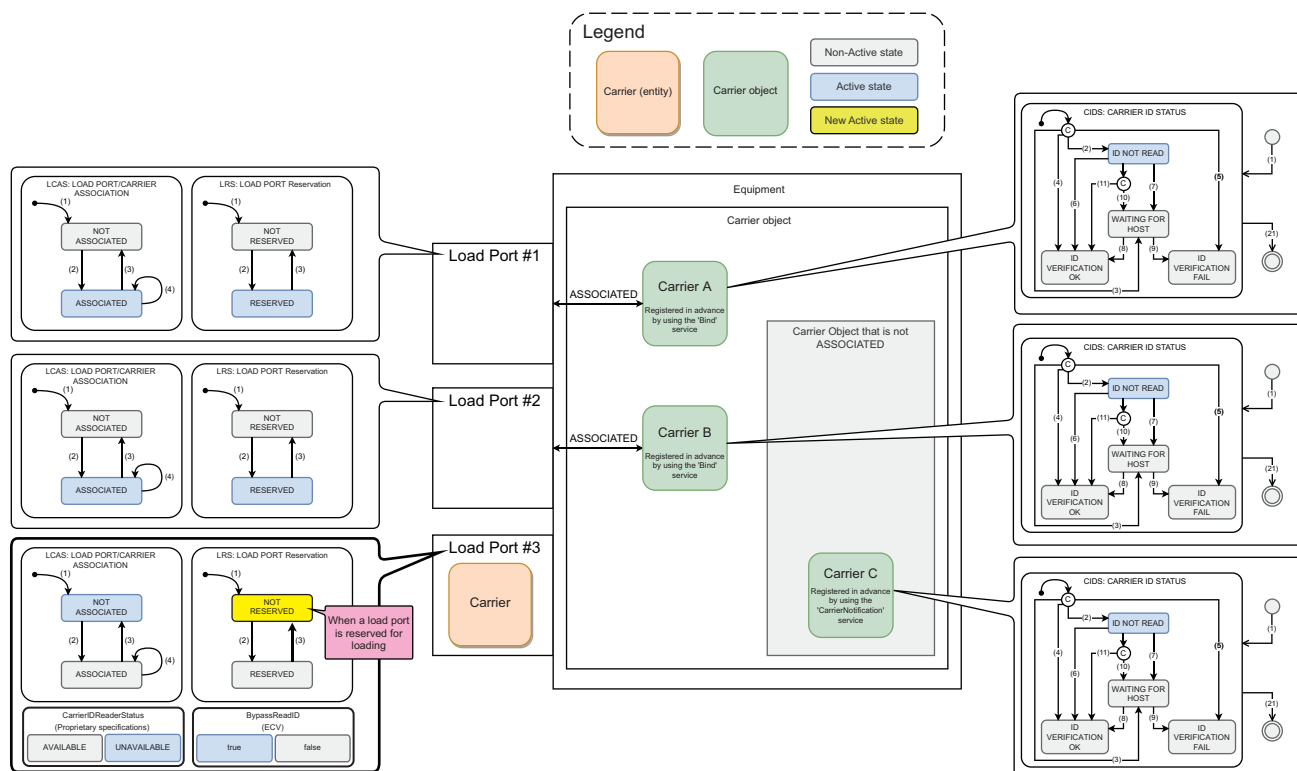 Legend
Carrier (entity)
Carrier object
Non-Active state
Active state
New Active state
LCAS: LOAD PORT/CARRIER
ASSOCIATION
(1)
NOT
ASSOCIATED
(2)
(3)
(4)
ASSOCIATED
LRS: LOAD PORT Reservation
(1)
NOT
RESERVED
(2)
(3)
RESERVED
LCAS: LOAD PORT/CARRIER
ASSOCIATION
(1)
NOT
ASSOCIATED
(2)
(3)
(4)
ASSOCIATED
LRS: LOAD PORT Reservation
(1)
NOT
RESERVED
(2)
(3)
RESERVED
LCAS: LOAD PORT/CARRIER
ASSOCIATION
(1)
NOT
ASSOCIATED
(2)
(3)
(4)
ASSOCIATED
LRS: LOAD PORT Reservation
(1)
NOT
RESERVED
(2)
(3)
RESERVED
When a load port
is reserved for
loading
CarrierIDReaderStatus
(Proprietary specifications)
AVAILABLE
UNAVAILABLE
BypassReadID
(ECV)
true
false
Equipment
Carrier object
Load Port #1
ASSOCIATED
Carrier A
Registered in advance
by using the 'Bind'
service
Carrier Object that is not
ASSOCIATED
Load Port #2
ASSOCIATED
Carrier B
Registered in advance
by using the 'Bind'
service
Load Port #3
Carrier
Carrier C
Registered in advance
by using the
'CarrierNotification'
service
CIDS: CARRIER ID STATUS
C
(2)
ID NOT READ
(1)
(4)
(5)
(6)
(11)
C
(7)
(10)
WAITING FOR
HOST
(8)
(9)
(21)
ID
VERIFICATION
OK
ID
VERIFICATION
FAIL
(3)
CIDS: CARRIER ID STATUS
C
(2)
ID NOT READ
(1)
(4)
(5)
(6)
(11)
C
(7)
(10)
WAITING FOR
HOST
(8)
(9)
(21)
ID
VERIFICATION
OK
ID
VERIFICATION
FAIL
(3)
CIDS: CARRIER ID STATUS
C
(2)
ID NOT READ
(1)
(4)
(5)
(6)
(11)
C
(7)
(10)
WAITING FOR
HOST
(8)
(9)
(21)
ID
VERIFICATION
OK
ID
VERIFICATION
FAIL
(3)